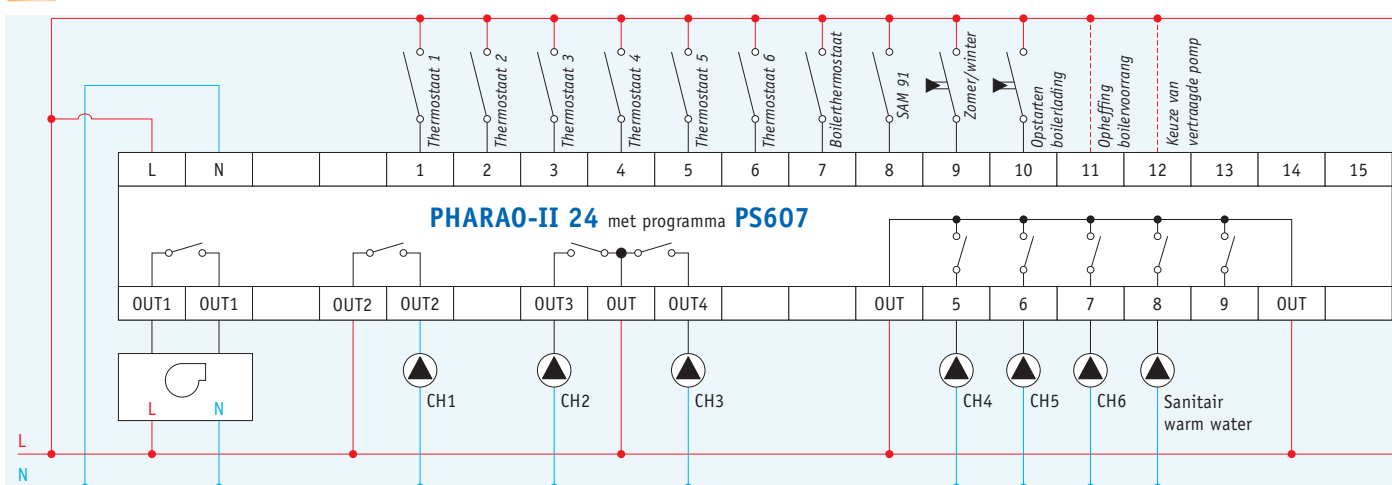 Thermostaat 1
Thermostaat 2
Thermostaat 3
Thermostaat 4
Thermostaat 5
Thermostaat 6
Boilerthermostaat
SAM 91
Zomer/winter
Opstarten
boilerlading
Opheffing
boilervoorrang
Keuze van
vertraagde pomp
L N 1 2 3 4 5 6 7 8 9 10 11 12 13 14 15
PHARAO-II 24 met programma PS607
OUT1 OUT1 OUT2 OUT2 OUT3 OUT OUT4 OUT 5 6 7 8 9 OUT
L N
CH1
CH2
CH3
CH4
CH5
CH6
Sanitair
warm water
L
N